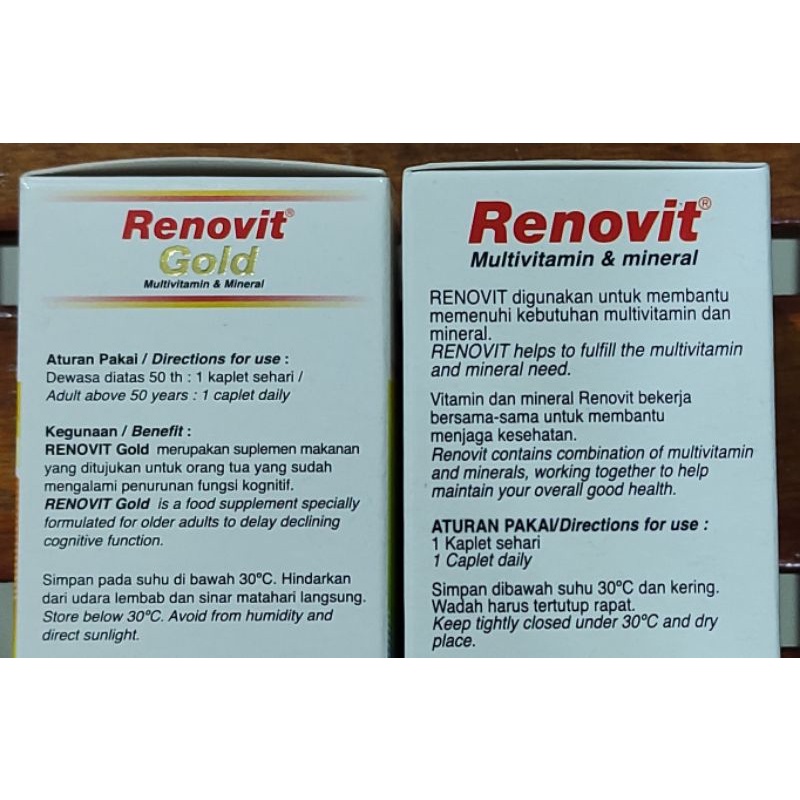 Renovit®
Gold
Multivitamin & Mineral
Aturan Pakai / Directions for use :
Dewasa diatas 50 th : 1 kaplet sehari /
Adult above 50 years : 1 caplet daily
Kegunaan / Benefit :
RENOVIT Gold merupakan suplemen makanan
yang ditujukan untuk orang tua yang sudah
mengalami penurunan fungsi kognitif.
RENOVIT Gold is a food supplement specially
formulated for older adults to delay declining
cognitive function.
Simpan pada suhu di bawah 30ºC. Hindarkan
dari udara lembab dan sinar matahari langsung.
Store below 30ºC. Avoid from humidity and
direct sunlight.
Renovit®
Multivitamin & mineral
RENOVIT digunakan untuk membantu
memenuhi kebutuhan multivitamin dan
mineral.
RENOVIT helps to fulfill the multivitamin
and mineral need.
Vitamin dan mineral Renovit bekerja
bersama-sama untuk membantu
menjaga kesehatan.
Renovit contains combination of multivitamin
and minerals, working together to help
maintain your overall good health.
ATURAN PAKAI/Directions for use :
1 Kaplet sehari
1 Caplet daily
Simpan dibawah suhu 30ºC dan kering.
Wadah harus tertutup rapat.
Keep tightly closed under 30ºC and dry
place.